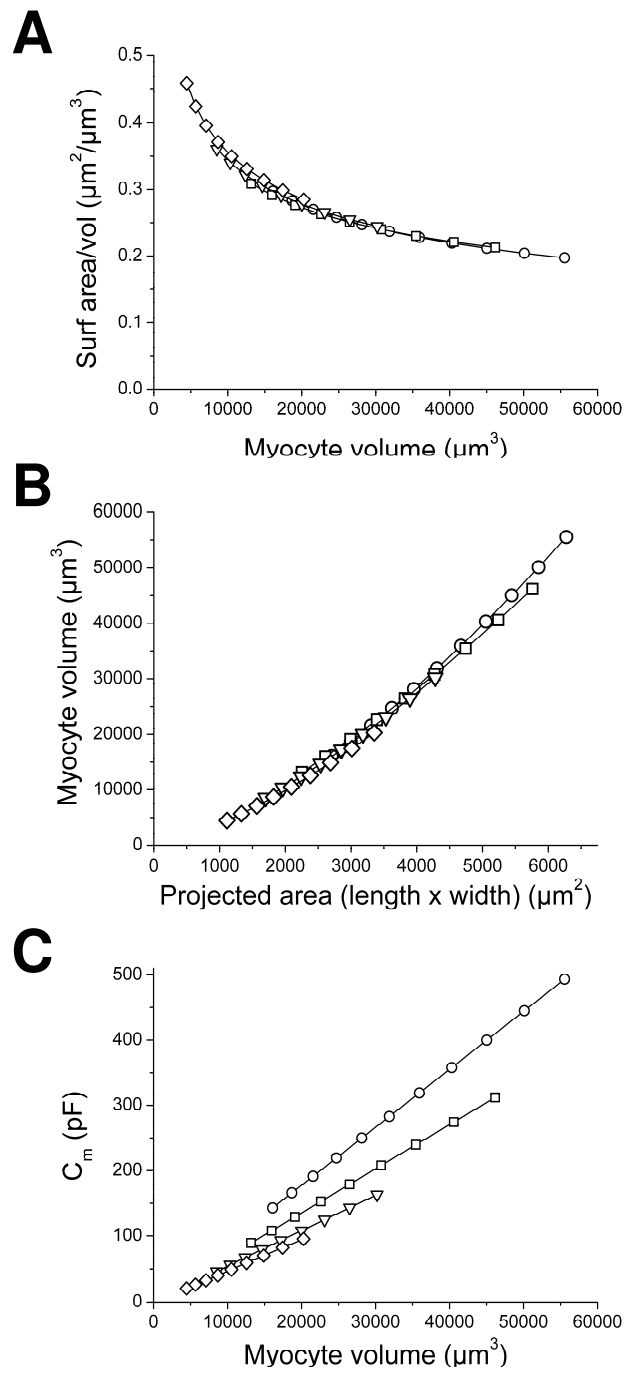 A
Surf area/vol (µm²/µm³)
0.5
0.4
0.3
0.2
0.1
0.0
0 10000 20000 30000 40000 50000 60000
Myocyte volume (µm³)
B
Myocyte volume (µm³)
60000
50000
40000
30000
20000
10000
0
0 1000 2000 3000 4000 5000 6000
Projected area (length x width) (µm²)
C
Cₘ (pF)
500
400
300
200
100
0
0 10000 20000 30000 40000 50000 60000
Myocyte volume (µm³)